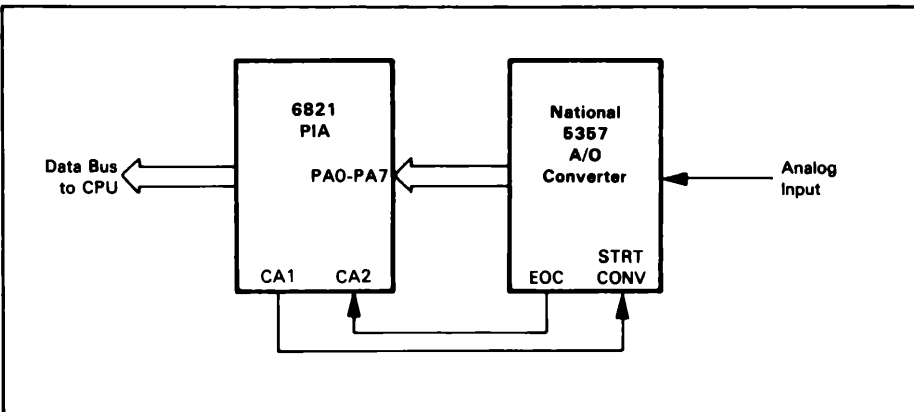 6821
PIA
National
5357
A/O
Converter
Data Bus
to CPU
PA0-PA7
Analog
Input
CA1
CA2
EOC
STRT
CONV